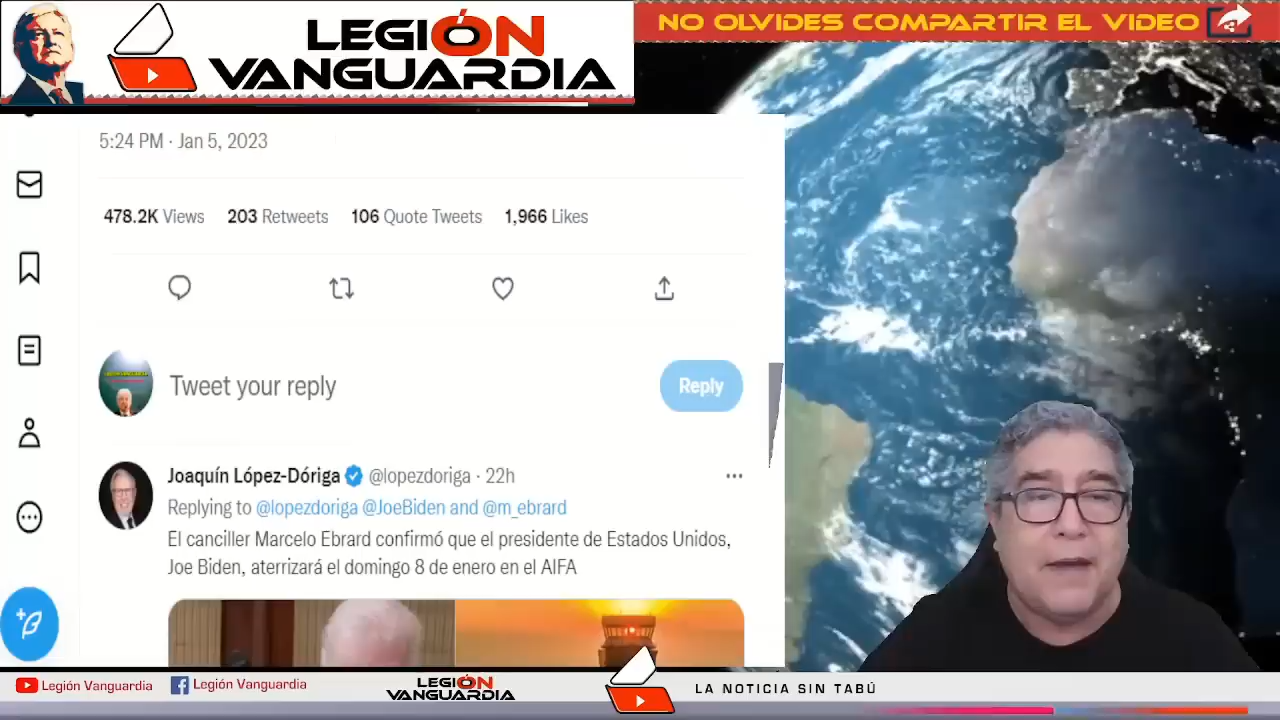 LEGIÓN
VANGUARDIA
NO OLVIDES COMPARTIR EL VIDEO
5:24 PM · Jan 5, 2023
478.2K Views 203 Retweets 106 Quote Tweets 1,966 Likes
Tweet your reply
Reply
Joaquín López-Dóriga @lopezdoriga · 22h
Replying to @lopezdoriga @JoeBiden and @m_ebrard
El canciller Marcelo Ebrard confirmó que el presidente de Estados Unidos,
Joe Biden, aterrizará el domingo 8 de enero en el AIFA
Legión Vanguardia
Legión Vanguardia
LEGIÓN
VANGUARDIA
LA NOTICIA SIN TABÚ